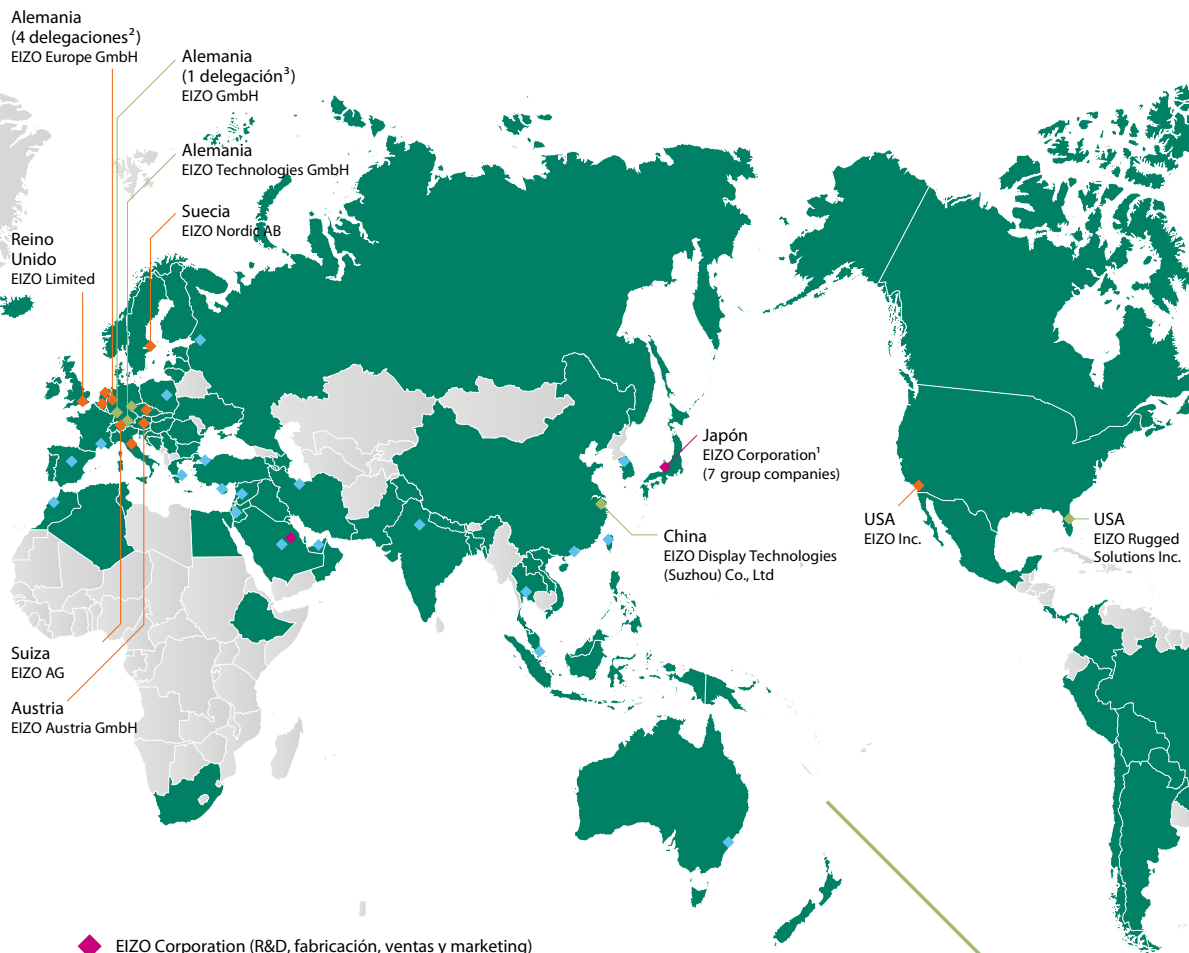 Alemania
(4 delegaciones²)
EIZO Europe GmbH
Alemania
(1 delegación³)
EIZO GmbH
Alemania
EIZO Technologies GmbH
Suecia
EIZO Nordic AB
Reino
Unido
EIZO Limited
Japón
EIZO Corporation¹
(7 group companies)
China
EIZO Display Technologies
(Suzhou) Co., Ltd
USA
EIZO Inc.
USA
EIZO Rugged
Solutions Inc.
Suiza
EIZO AG
Austria
EIZO Austria GmbH
EIZO Corporation (R&D, fabricación, ventas y marketing)